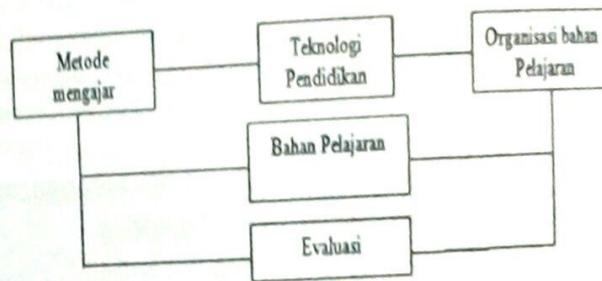 Metode
mengajar
Teknologi
Pendidikan
Organisasi bahan
Pelajaran
Bahan Pelajaran
Evaluasi